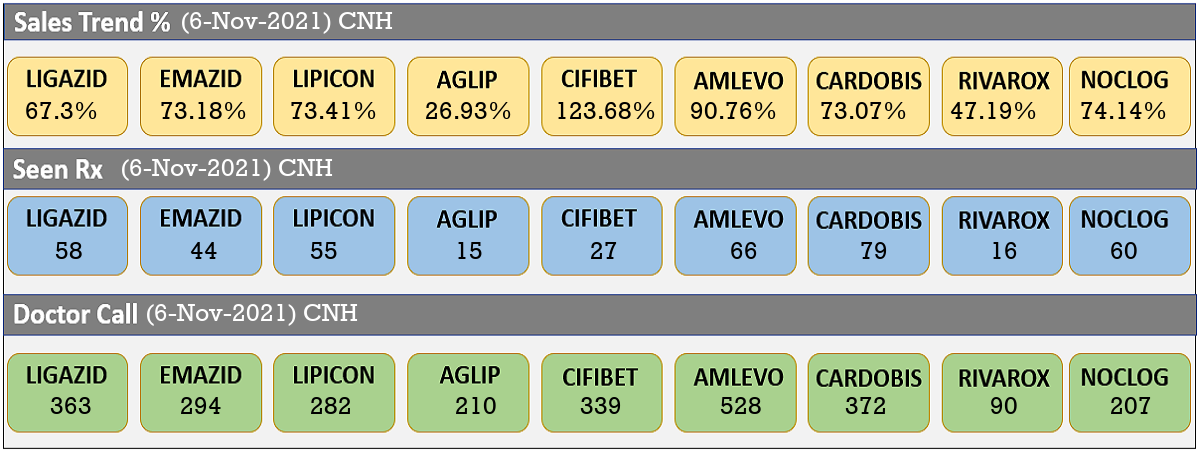 Sales Trend % (6-Nov-2021) CNH
LIGAZID EMAZID LIPICON AGLIP CIFIBET AMLEVO CARDOBIS RIVAROX NOCLOG
67.3% 73.18% 73.41% 26.93% 123.68% 90.76% 73.07% 47.19% 74.14%
Seen Rx (6-Nov-2021) CNH
LIGAZID EMAZID LIPICON AGLIP CIFIBET AMLEVO CARDOBIS RIVAROX NOCLOG
58 44 55 15 27 66 79 16 60
Doctor Call (6-Nov-2021) CNH
LIGAZID EMAZID LIPICON AGLIP CIFIBET AMLEVO CARDOBIS RIVAROX NOCLOG
363 294 282 210 339 528 372 90 207